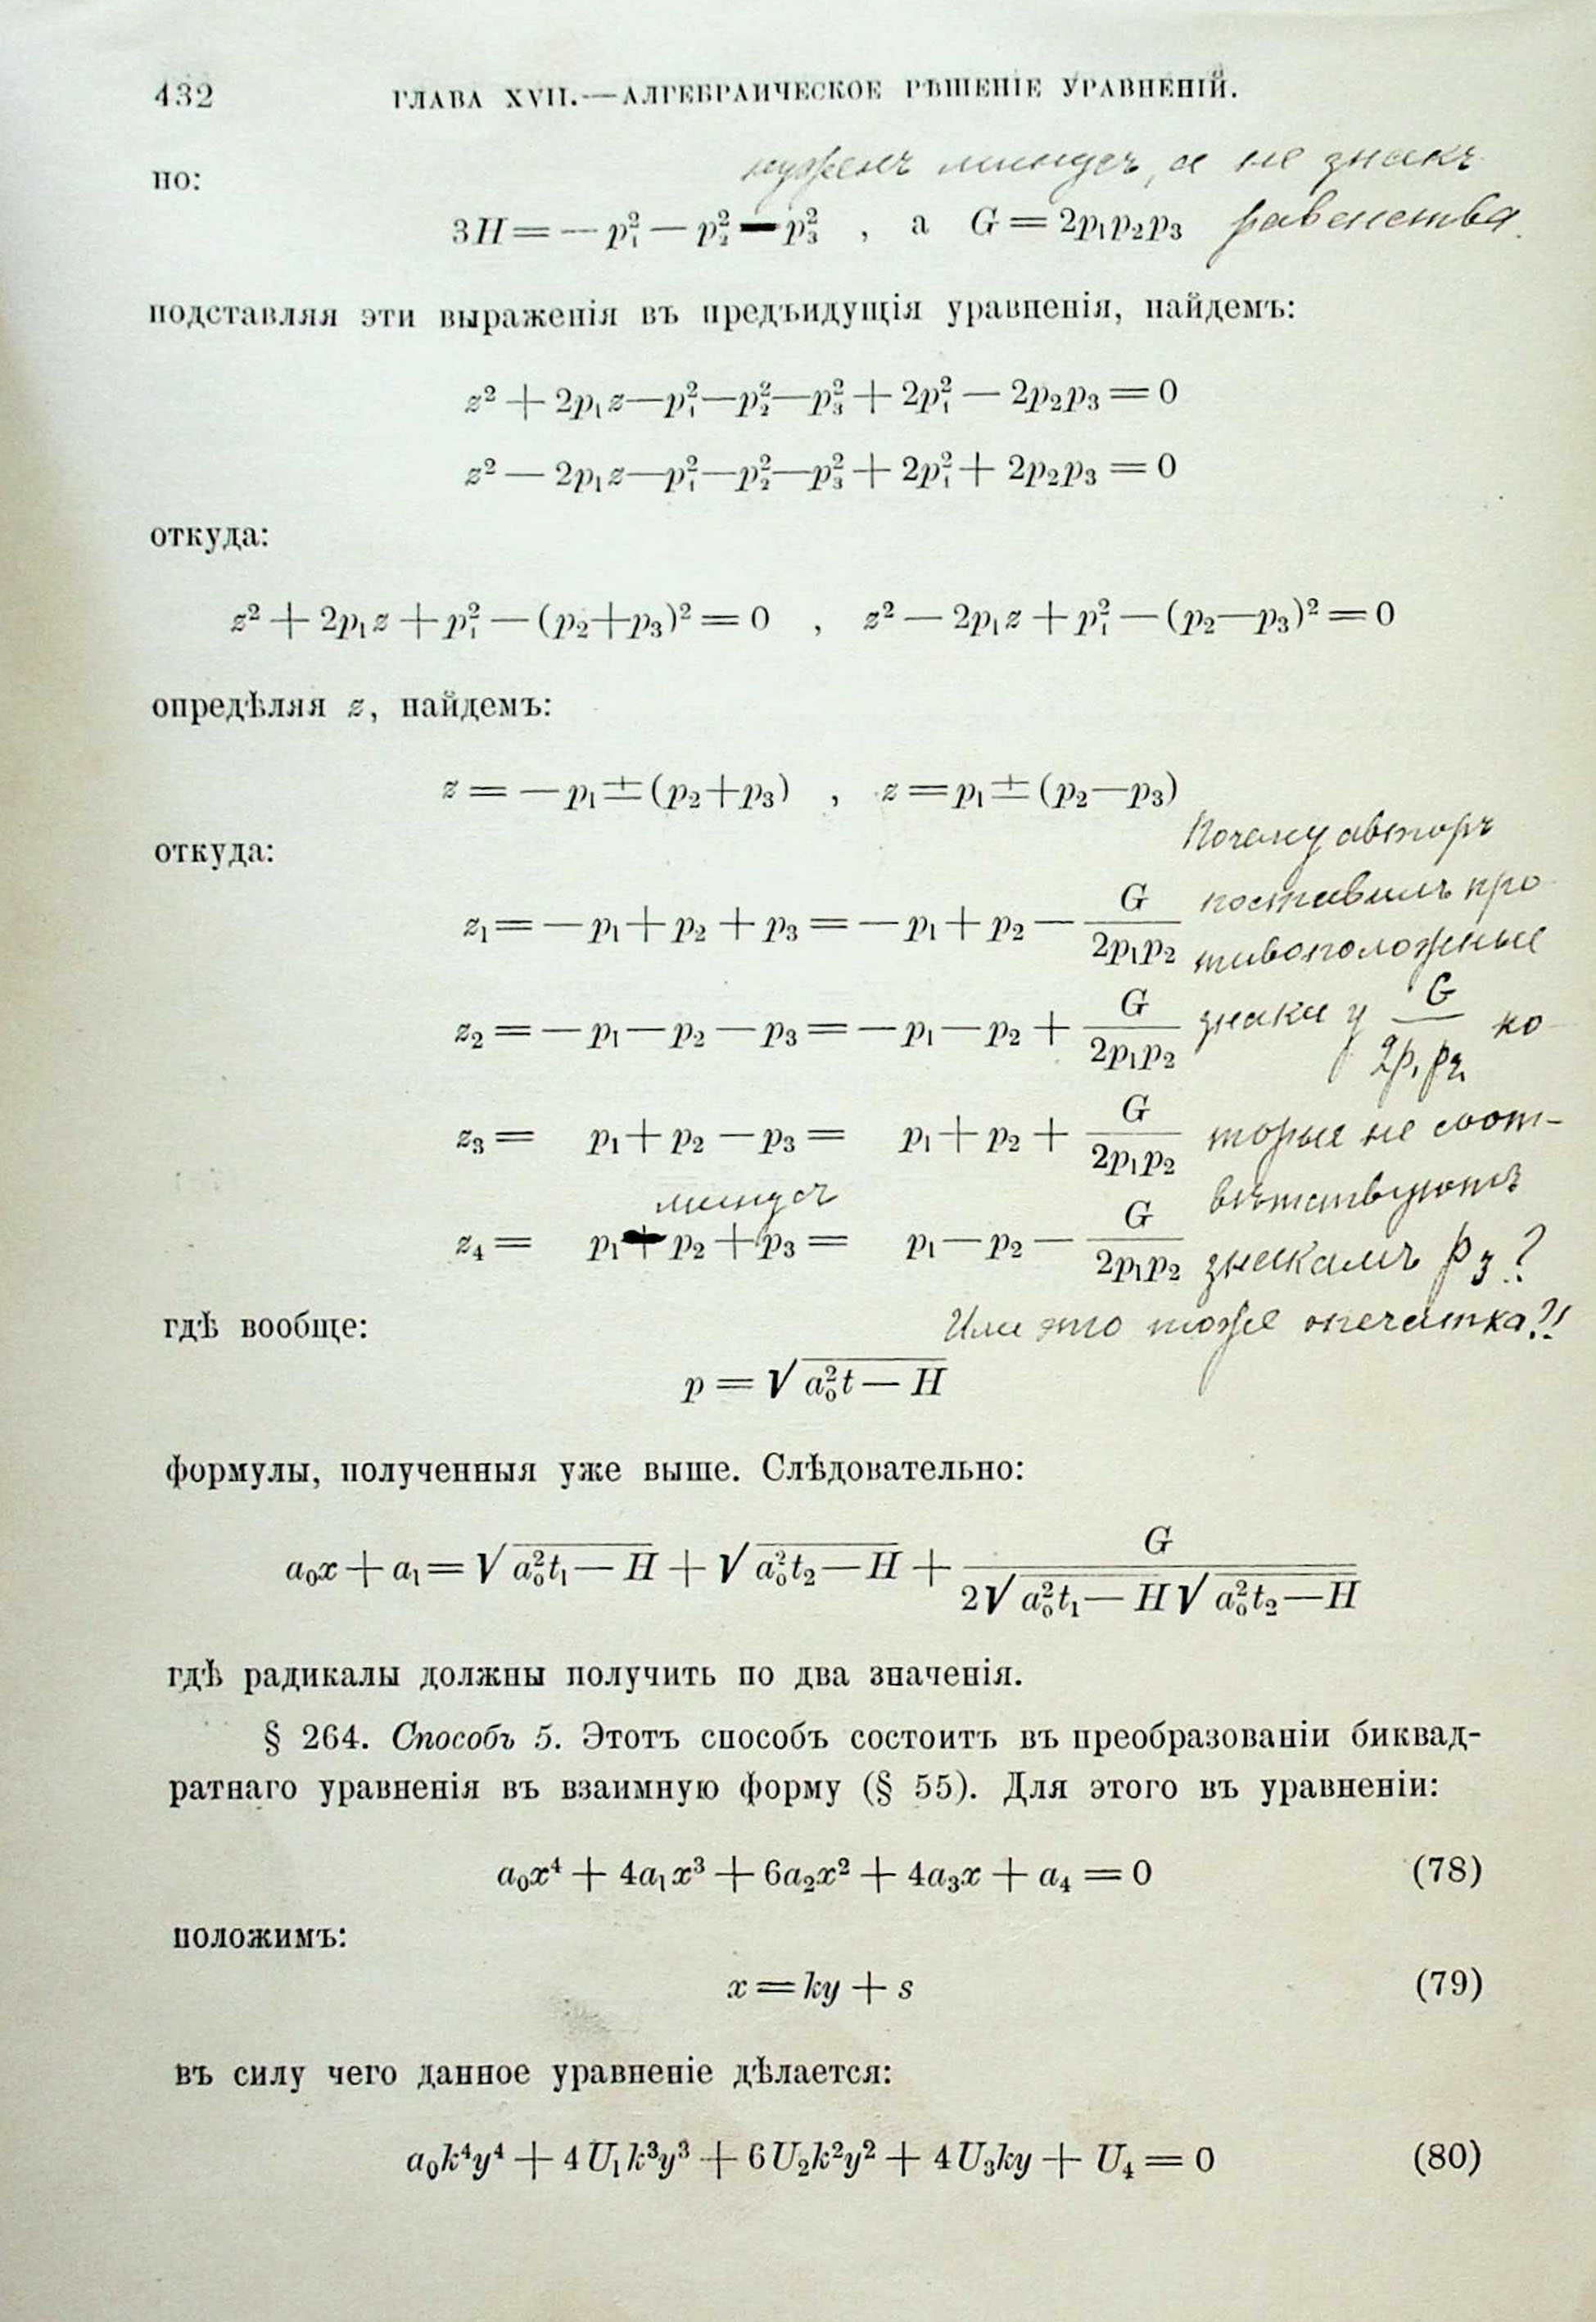 432 ГЛАВА XVII.—АЛГЕБРАИЧЕСКОЕ РѢШЕНІЕ УРАВНЕНІЙ.
нуженъ минусъ, а не знакъ
но:
3H = — p₁² — p₂² — p₃² , а G = 2p₁p₂p₃ равенства.
подставляя эти выраженія въ предъидущія уравненія, найдемъ:
z² + 2p₁z—p₁²—p₂²—p₃² + 2p₁² — 2p₂p₃ = 0
z² — 2p₁z—p₁²—p₂²—p₃² + 2p₁² + 2p₂p₃ = 0
откуда:
z² + 2p₁z + p₁² — (p₂+p₃)² = 0 , z² — 2p₁z + p₁² — (p₂—p₃)² = 0
опредѣляя z, найдемъ:
z = — p₁ ± (p₂+p₃) , z = p₁ ± (p₂—p₃)
Почему авторъ
откуда:
z₁ = — p₁ + p₂ + p₃ = — p₁ + p₂ — G/2p₁p₂ поставилъ про
тивоположные
z₂ = — p₁ — p₂ — p₃ = — p₁ — p₂ + G/2p₁p₂ знаки у G/2p₁p₂ ко
z₃ = p₁ + p₂ — p₃ = p₁ + p₂ + G/2p₁p₂ торые не соот-
минусъ вѣтствуютъ
z₄ = p₁ — p₂ + p₃ = p₁ — p₂ — G/2p₁p₂ знакамъ p₃?
гдѣ вообще: Или это тоже опечатка?!
p = √a₀²t — H
формулы, полученныя уже выше. Слѣдовательно:
a₀x + a₁ = √a₀²t₁ — H + √a₀²t₂ — H + G/2√a₀²t₁ — H √a₀²t₂ — H
гдѣ радикалы должны получить по два значенія.
§ 264. Способъ 5. Этотъ способъ состоитъ въ преобразованіи биквад-
ратнаго уравненія въ взаимную форму (§ 55). Для этого въ уравненіи:
a₀x⁴ + 4a₁x³ + 6a₂x² + 4a₃x + a₄ = 0 (78)
положимъ:
x = ky + s (79)
въ силу чего данное уравненіе дѣлается:
a₀k⁴y⁴ + 4U₁k³y³ + 6U₂k²y² + 4U₃ky + U₄ = 0 (80)